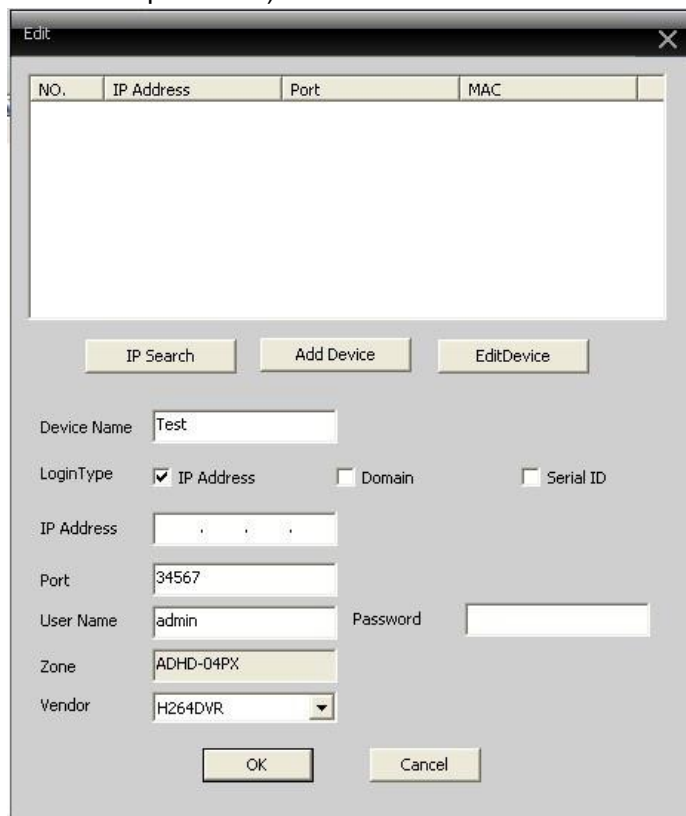 Edit
NO. IP Address Port MAC
IP Search Add Device EditDevice
Device Name Test
LoginType IP Address Domain Serial ID
IP Address . . .
Port 34567
User Name admin Password
Zone ADHD-04PX
Vendor H264DVR
OK Cancel